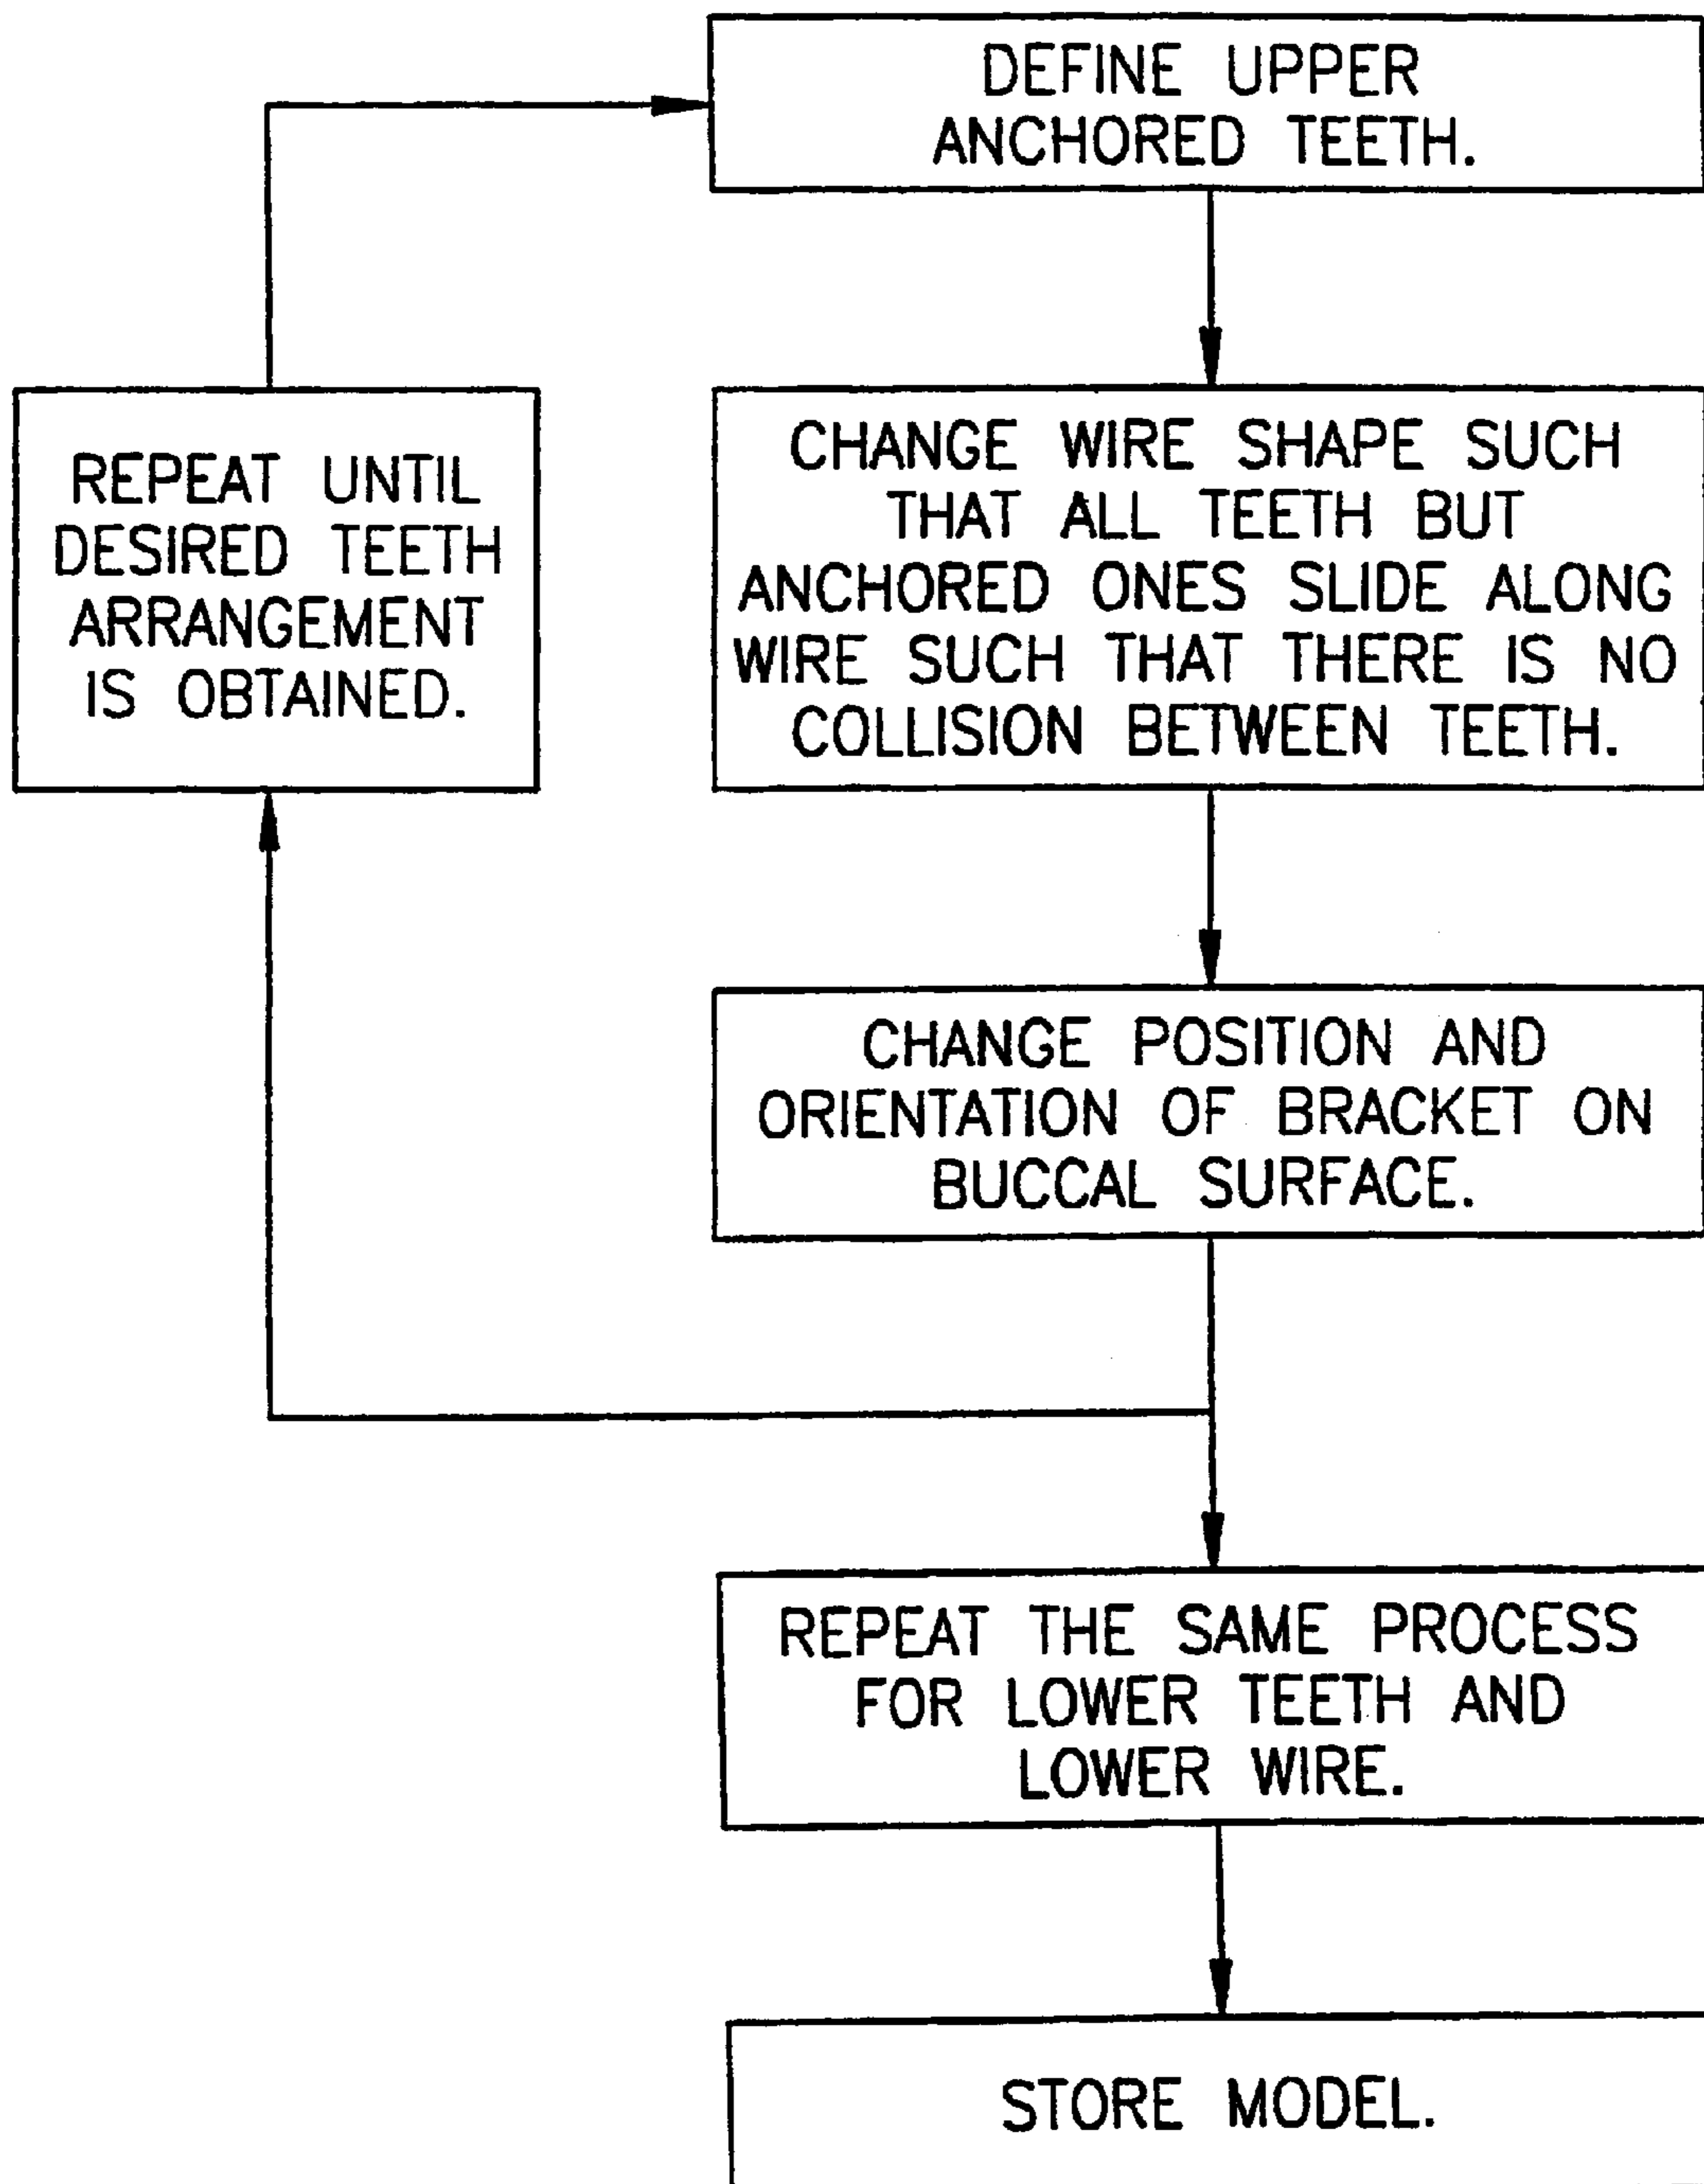 DEFINE UPPER
ANCHORED TEETH.
CHANGE WIRE SHAPE SUCH
THAT ALL TEETH BUT
ANCHORED ONES SLIDE ALONG
WIRE SUCH THAT THERE IS NO
COLLISION BETWEEN TEETH.
REPEAT UNTIL
DESIRED TEETH
ARRANGEMENT
IS OBTAINED.
CHANGE POSITION AND
ORIENTATION OF BRACKET ON
BUCCAL SURFACE.
REPEAT THE SAME PROCESS
FOR LOWER TEETH AND
LOWER WIRE.
STORE MODEL.